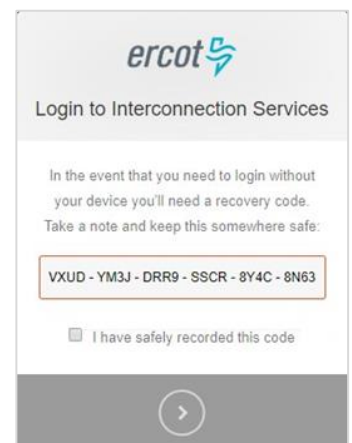 ercot
Login to Interconnection Services
In the event that you need to login without
your device you'll need a recovery code.
Take a note and keep this somewhere safe:
VXUD - YM3J - DRR9 - SSCR - 8Y4C - 8N63
I have safely recorded this code